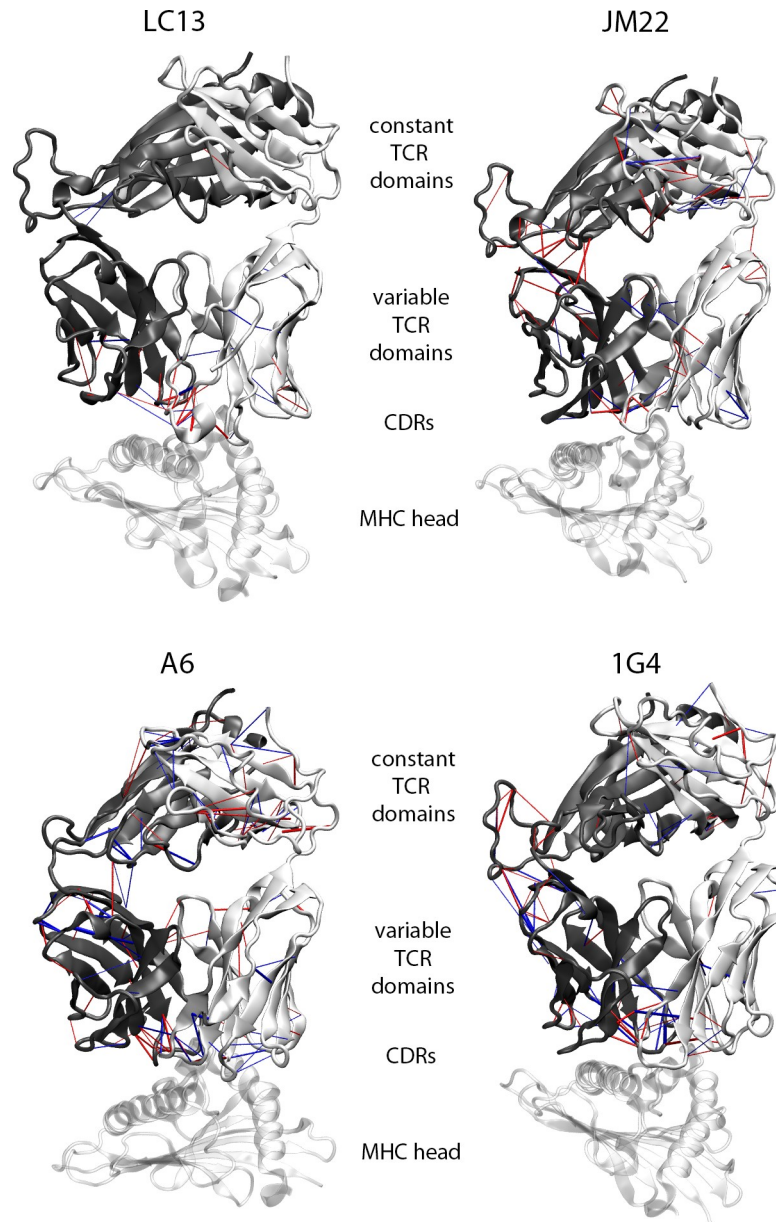 LC13
JM22
constant
TCR
domains
variable
TCR
domains
CDRs
MHC head
A6
1G4
constant
TCR
domains
variable
TCR
domains
CDRs
MHC head